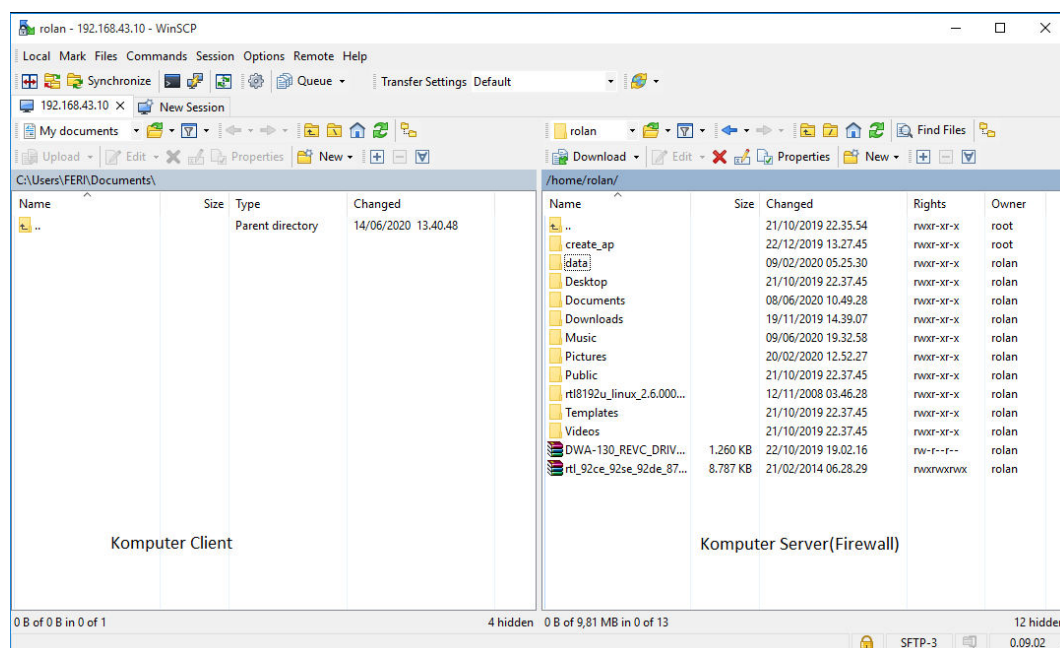 rolan - 192.168.43.10 - WinSCP
Local Mark Files Commands Session Options Remote Help
Synchronize Queue Transfer Settings Default
192.168.43.10 New Session
My documents
Upload Edit Properties New
C:\Users\FERI\Documents\
Name Size Type Changed
.. Parent directory 14/06/2020 13.40.48
Komputer Client
0 B of 0 B in 0 of 1 4 hidden
rolan Find Files
Download Edit Properties New
/home/rolan/
Name Size Changed Rights Owner
.. 21/10/2019 22.35.54 rwxr-xr-x root
create_ap 22/12/2019 13.27.45 rwxr-xr-x root
data 09/02/2020 05.25.30 rwxr-xr-x rolan
Desktop 21/10/2019 22.37.45 rwxr-xr-x rolan
Documents 08/06/2020 10.49.28 rwxr-xr-x rolan
Downloads 19/11/2019 14.39.07 rwxr-xr-x rolan
Music 09/06/2020 19.32.58 rwxr-xr-x rolan
Pictures 20/02/2020 12.52.27 rwxr-xr-x rolan
Public 21/10/2019 22.37.45 rwxr-xr-x rolan
rtl8192u_linux_2.6.000... 12/11/2008 03.46.28 rwxr-xr-x rolan
Templates 21/10/2019 22.37.45 rwxr-xr-x rolan
Videos 21/10/2019 22.37.45 rwxr-xr-x rolan
DWA-130_REVC_DRIV... 1.260 KB 22/10/2019 19.02.16 rw-r--r-- rolan
rtl_92ce_92se_92de_87... 8.787 KB 21/02/2014 06.28.29 rwxrwxrwx rolan
Komputer Server(Firewall)
0 B of 9,81 MB in 0 of 13 12 hidden
SFTP-3 0.09.02